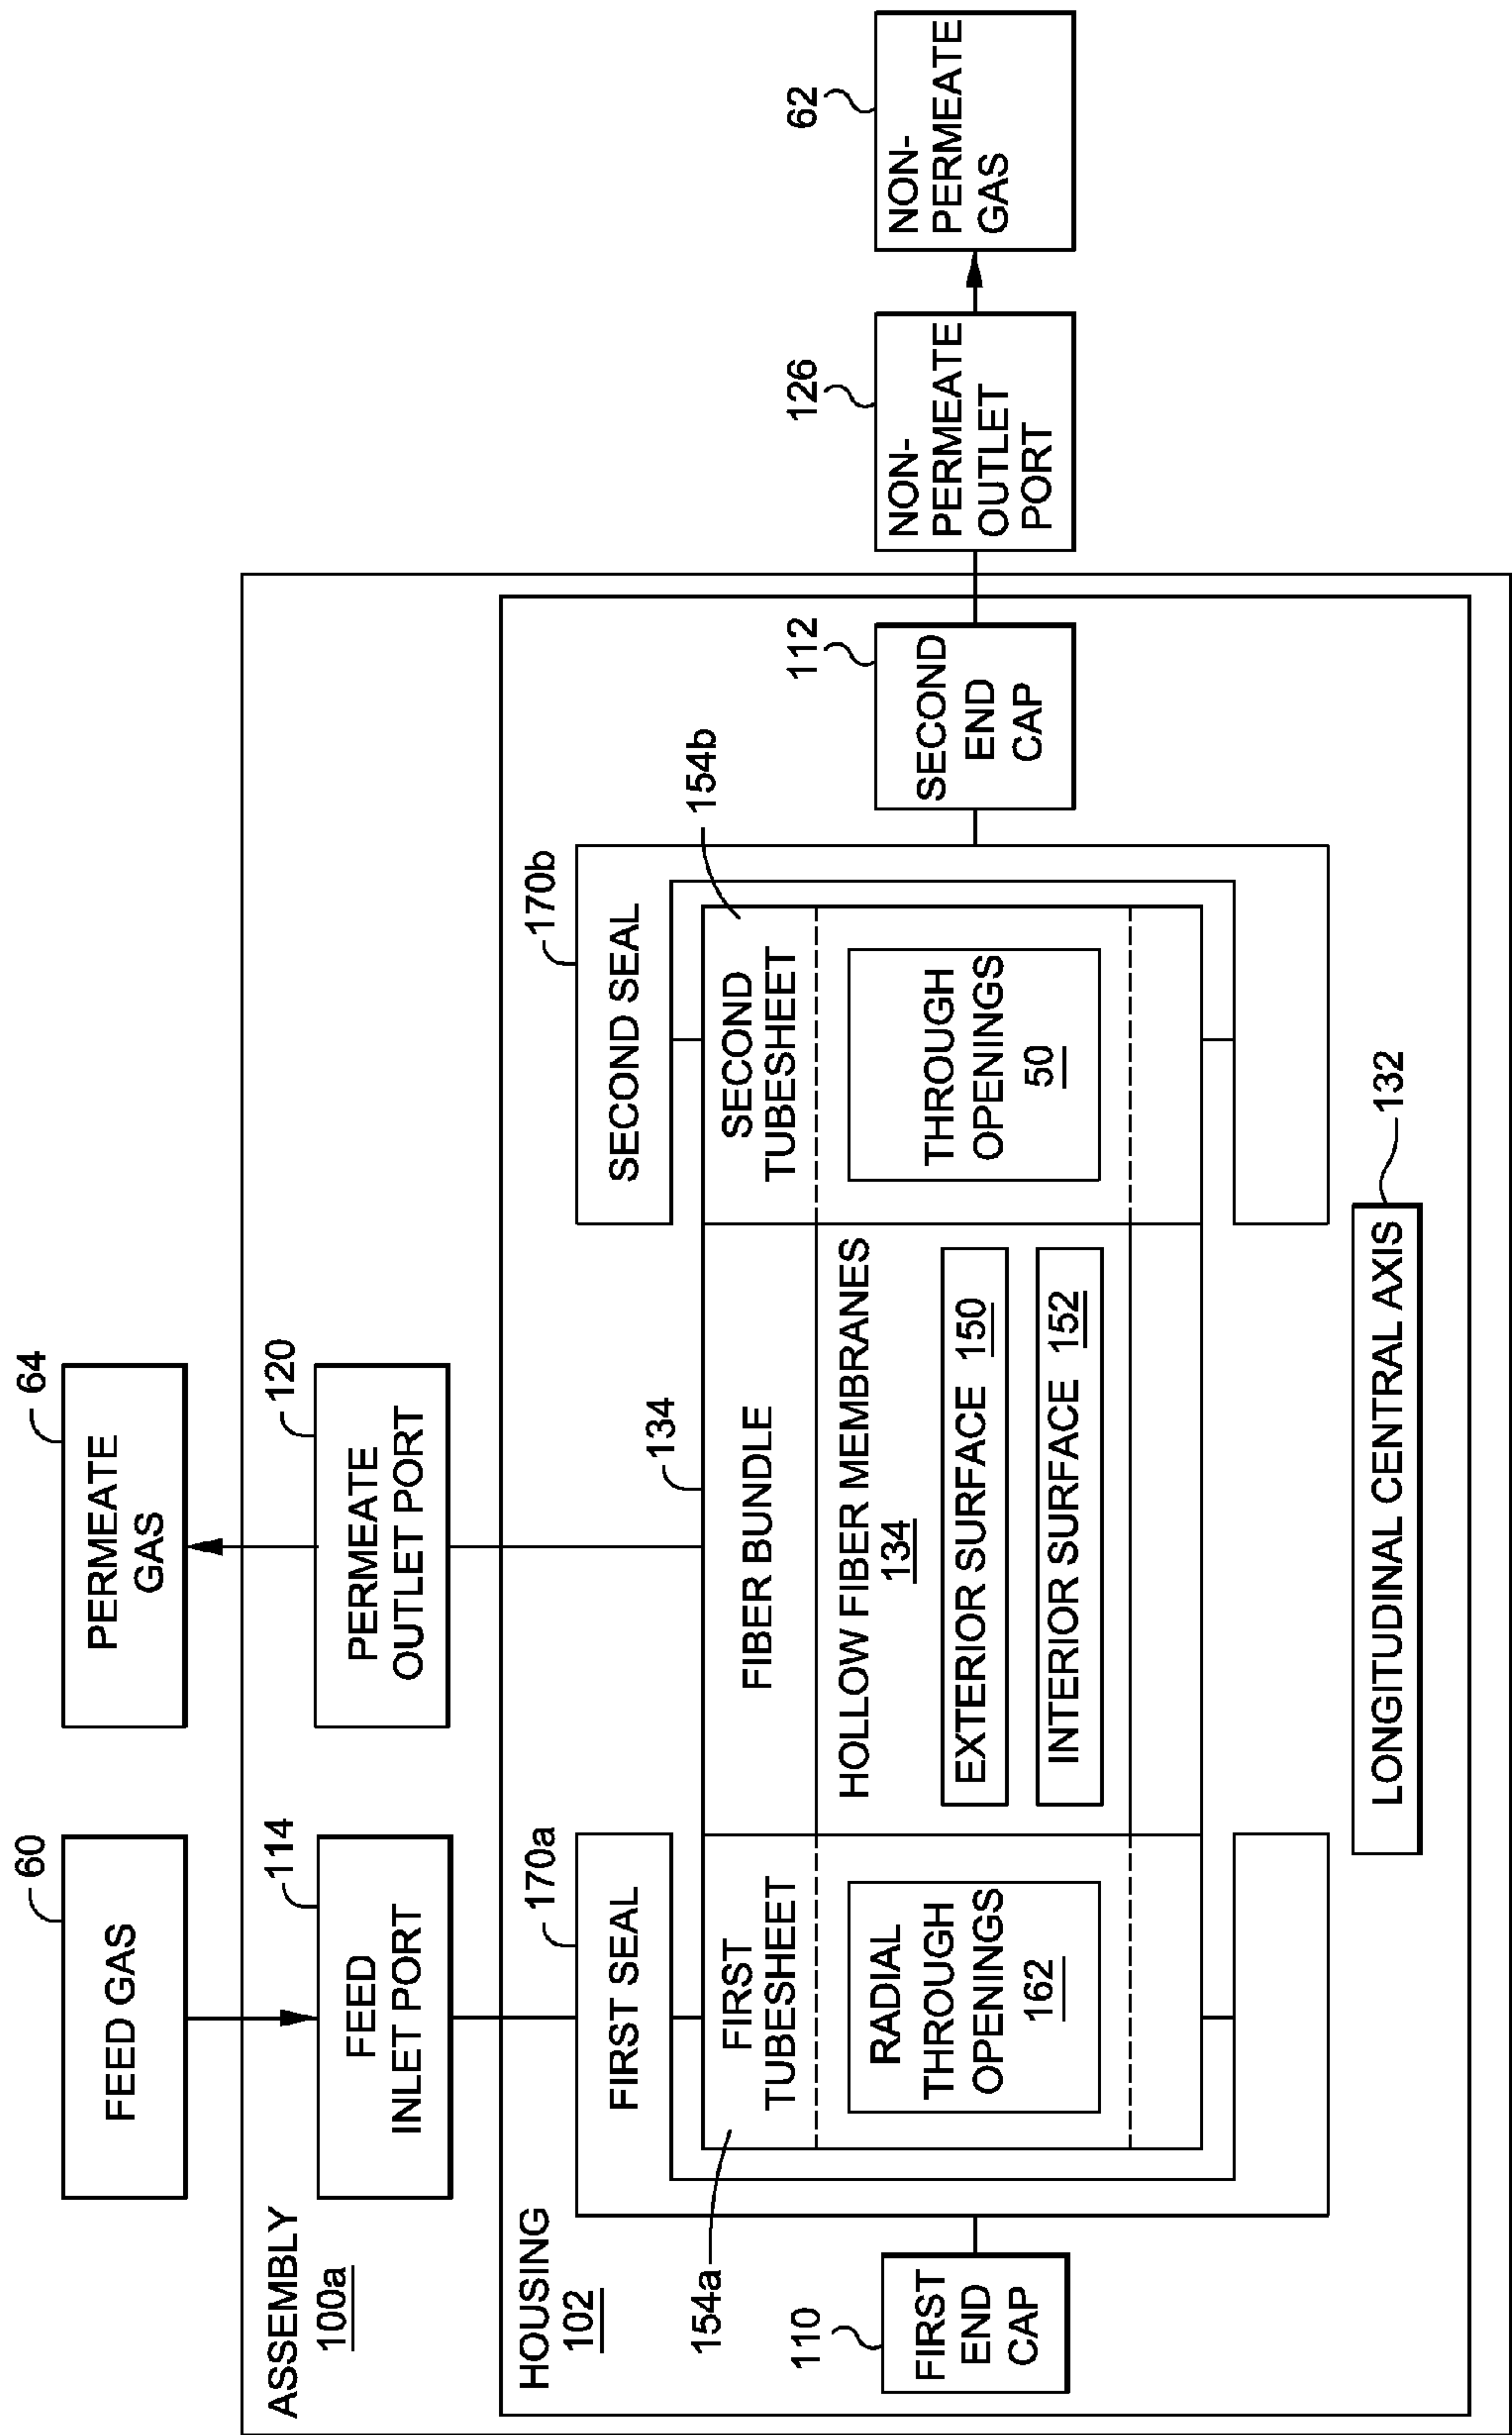 60
FEED GAS
64
PERMEATE
GAS
ASSEMBLY
100a
114
FEED
INLET PORT
120
PERMEATE
OUTLET PORT
HOUSING
102
170a
FIRST SEAL
170b
SECOND SEAL
134
154a
FIRST
TUBESHEET
FIBER BUNDLE
SECOND
TUBESHEET
154b
RADIAL
THROUGH
OPENINGS
162
HOLLOW FIBER MEMBRANES
134
EXTERIOR SURFACE 150
INTERIOR SURFACE 152
THROUGH
OPENINGS
50
110
FIRST
END
CAP
112
SECOND
END
CAP
126
NON-
PERMEATE
OUTLET
PORT
62
NON-
PERMEATE
GAS
LONGITUDINAL CENTRAL AXIS
132